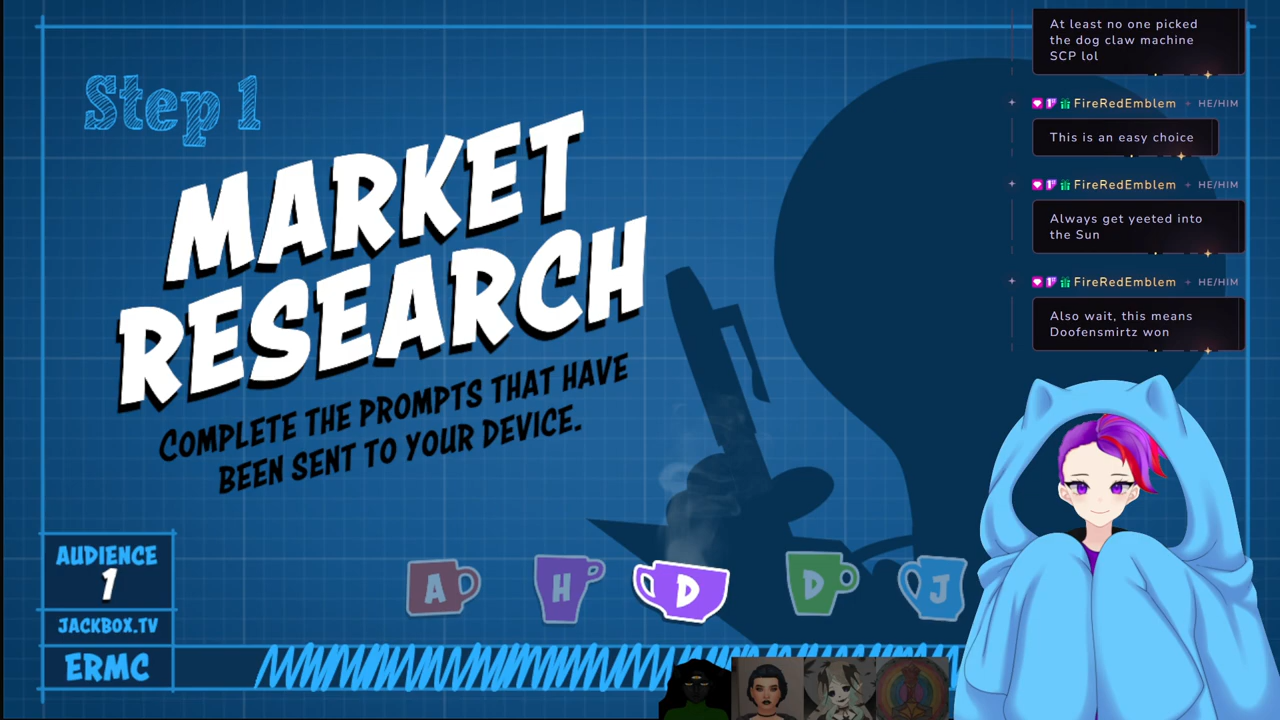 Step 1
MARKET
RESEARCH
COMPLETE THE PROMPTS THAT HAVE
BEEN SENT TO YOUR DEVICE.
AUDIENCE
1
JACKBOX.TV
ERMC
A
H
D
D
J
At least no one picked
the dog claw machine
SCP lol
FireRedEmblem HE/HIM
This is an easy choice
FireRedEmblem HE/HIM
Always get yeeted into
the Sun
FireRedEmblem HE/HIM
Also wait, this means
Doofensmirtz won